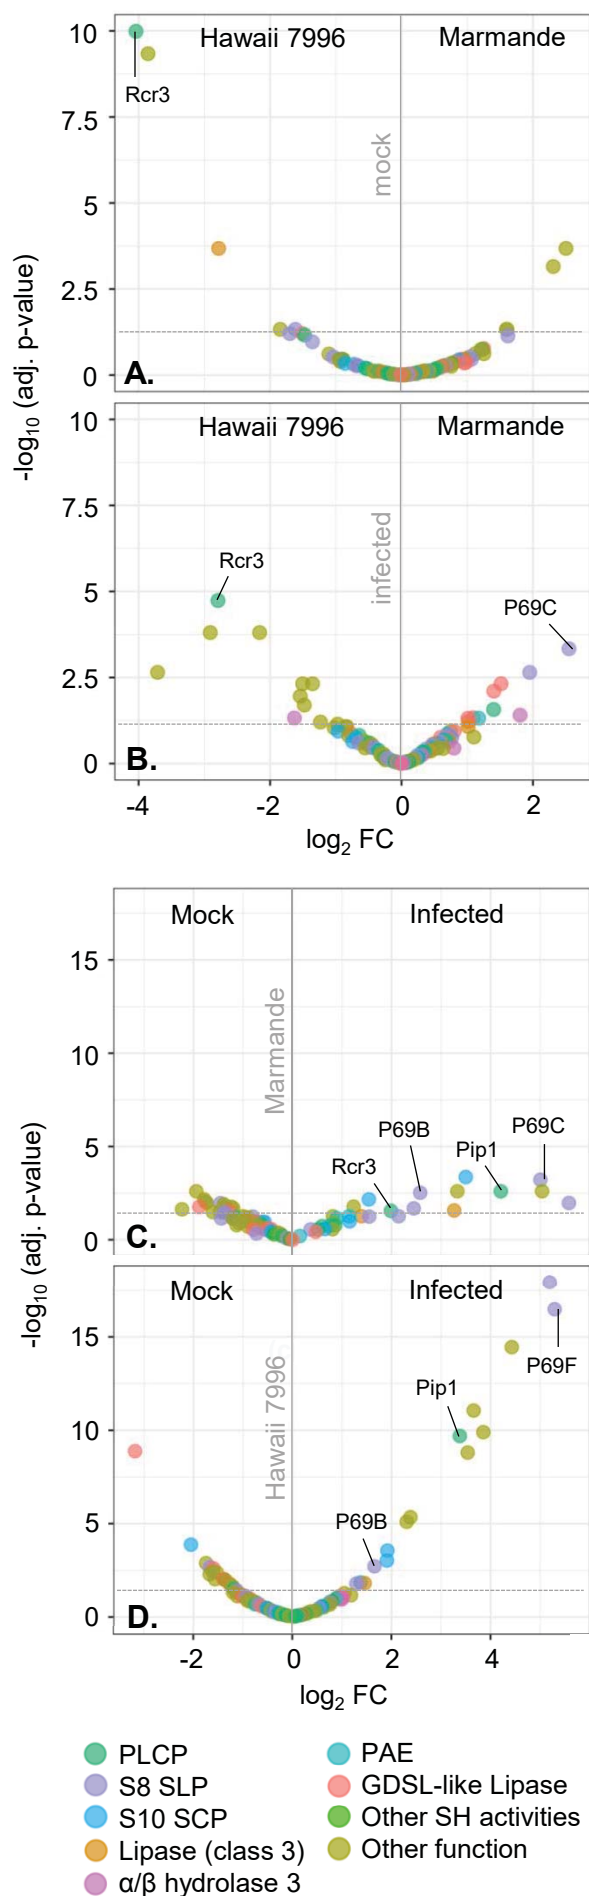 Hawaii 7996 Marmande
10
Rcr3
7.5
mock
5
2.5
0
A.
-log10 (adj. p-value)
Hawaii 7996 Marmande
10
7.5
infected
Rcr3
5
P69C
2.5
0
B.
-4 -2 0 2
log2 FC
Mock Infected
15
Marmande
10
P69B P69C
Pip1
Rcr3
5
0
C.
-log10 (adj. p-value)
Mock Infected
15
P69F
Hawaii 7996
Pip1
10
P69B
5
0
D.
-2 0 2 4
log2 FC
PLCP
S8 SLP
S10 SCP
Lipase (class 3)
α/β hydrolase 3
PAE
GDSL-like Lipase
Other SH activities
Other function